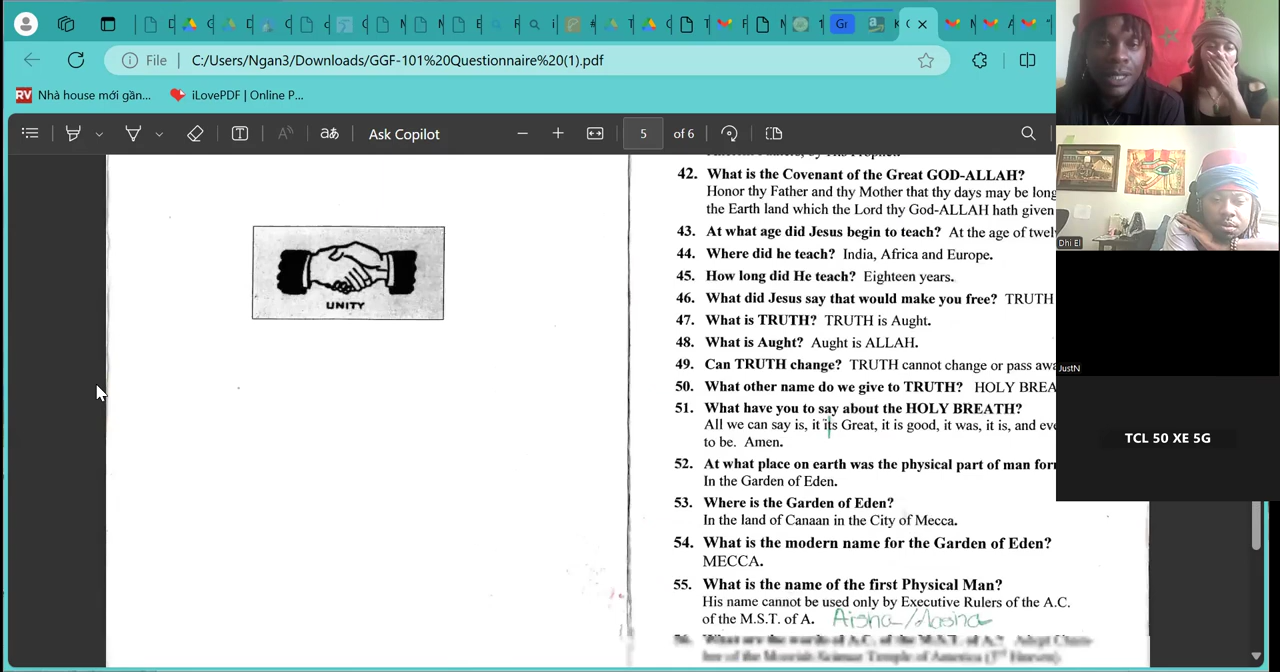 Gr
File
C:/Users/Ngan3/Downloads/GGF-101%20Questionnaire%20(1).pdf
RV Nhà house mới gần...
iLovePDF | Online P...
Ask Copilot
5 of 6
UNITY
42. What is the Covenant of the Great GOD-ALLAH?
Honor thy Father and thy Mother that thy days may be long
the Earth land which the Lord thy God-ALLAH hath given
43. At what age did Jesus begin to teach? At the age of
44. Where did he teach? India, Africa and Europe.
45. How long did He teach? Eighteen years.
46. What did Jesus say that would make you free? TRUTH
47. What is TRUTH? TRUTH is Aught.
48. What is Aught? Aught is ALLAH.
49. Can TRUTH change? TRUTH cannot change or pass
50. What other name do we give to TRUTH? HOLY
51. What have you to say about the HOLY BREATH?
All we can say is, it its Great, it is good, it was, it is, and
to be. Amen.
52. At what place on earth was the physical part of man
In the Garden of Eden.
53. Where is the Garden of Eden?
In the land of Canaan in the City of Mecca.
54. What is the modern name for the Garden of Eden?
MECCA.
55. What is the name of the first Physical Man?
His name cannot be used only by Executive Rulers of the A.C.
of the M.S.T. of A.
Dhi El
JustN
TCL 50 XE 5G